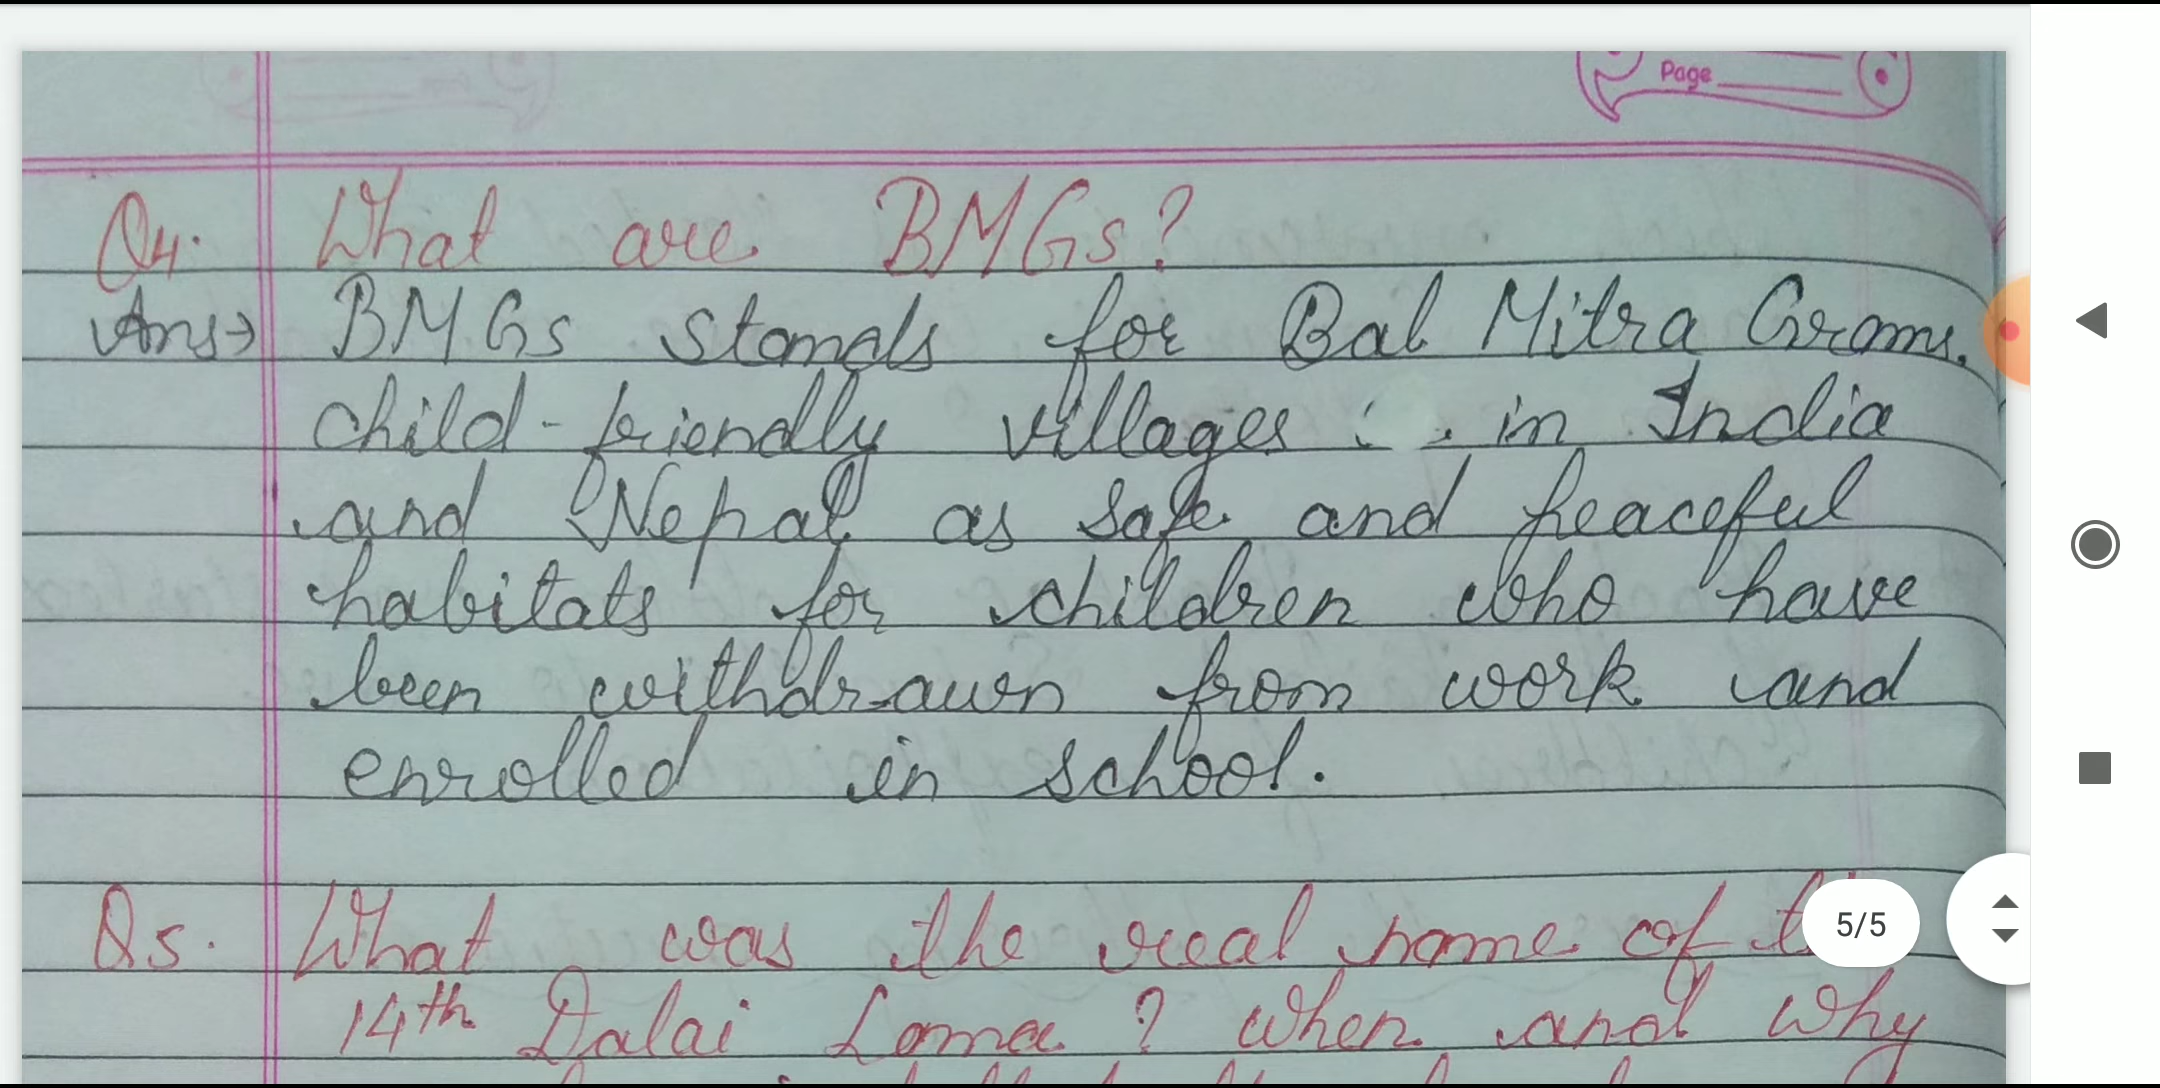 Page
Q4. What are BMGs?
Ans→ BMGs stands for Bal Mitra Grams,
child-friendly villages in India
and Nepal as safe and peaceful
habitats for children who have
been withdrawn from work and
enrolled in school.
Q5. What was the real name of
5/5
14th Dalai Lama? When and why